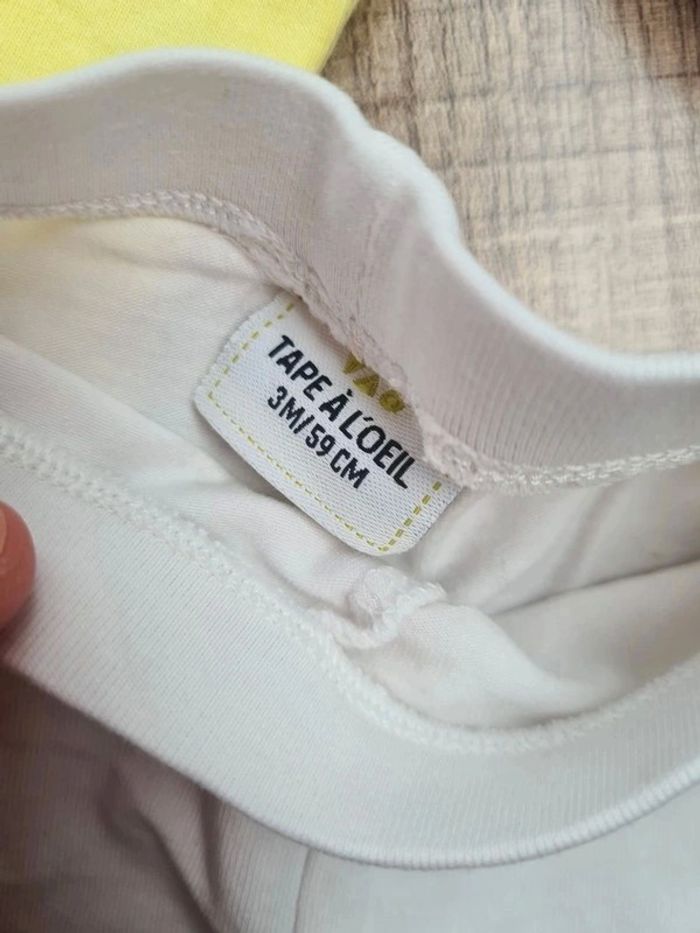 TAPE À L'OEIL
3M/59 CM